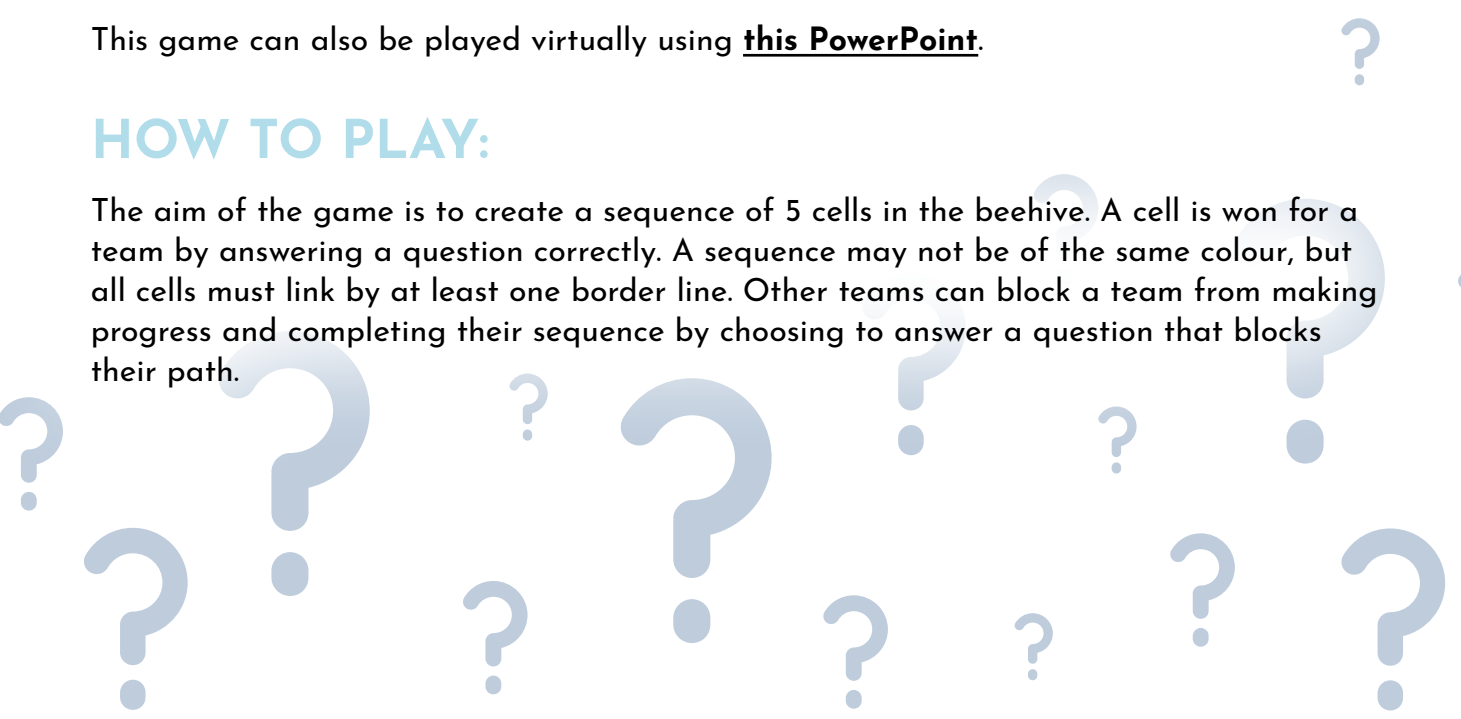 This game can also be played virtually using this PowerPoint.
HOW TO PLAY:
The aim of the game is to create a sequence of 5 cells in the beehive. A cell is won for a
team by answering a question correctly. A sequence may not be of the same colour, but
all cells must link by at least one border line. Other teams can block a team from making
progress and completing their sequence by choosing to answer a question that blocks
their path.